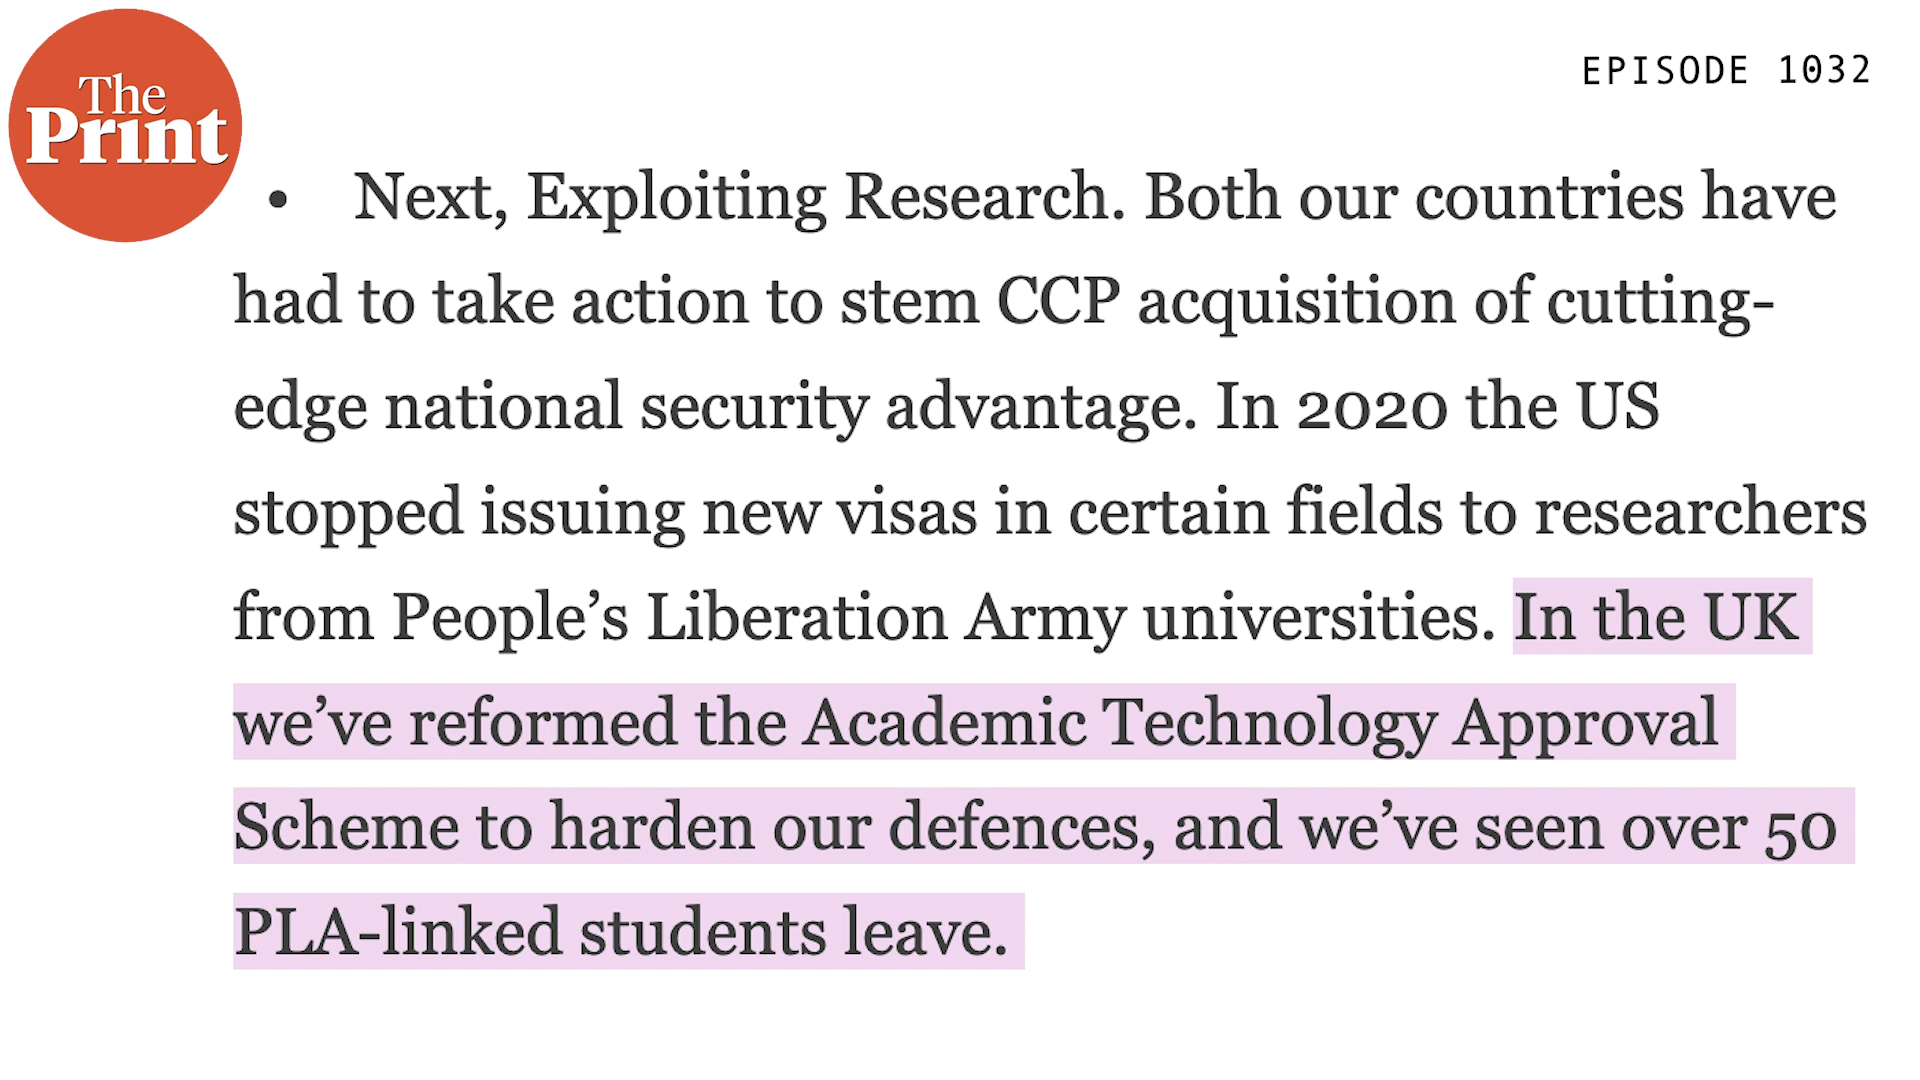 The
Print
EPISODE 1032
• Next, Exploiting Research. Both our countries have
had to take action to stem CCP acquisition of cutting-
edge national security advantage. In 2020 the US
stopped issuing new visas in certain fields to researchers
from People’s Liberation Army universities. In the UK
we’ve reformed the Academic Technology Approval
Scheme to harden our defences, and we’ve seen over 50
PLA-linked students leave.